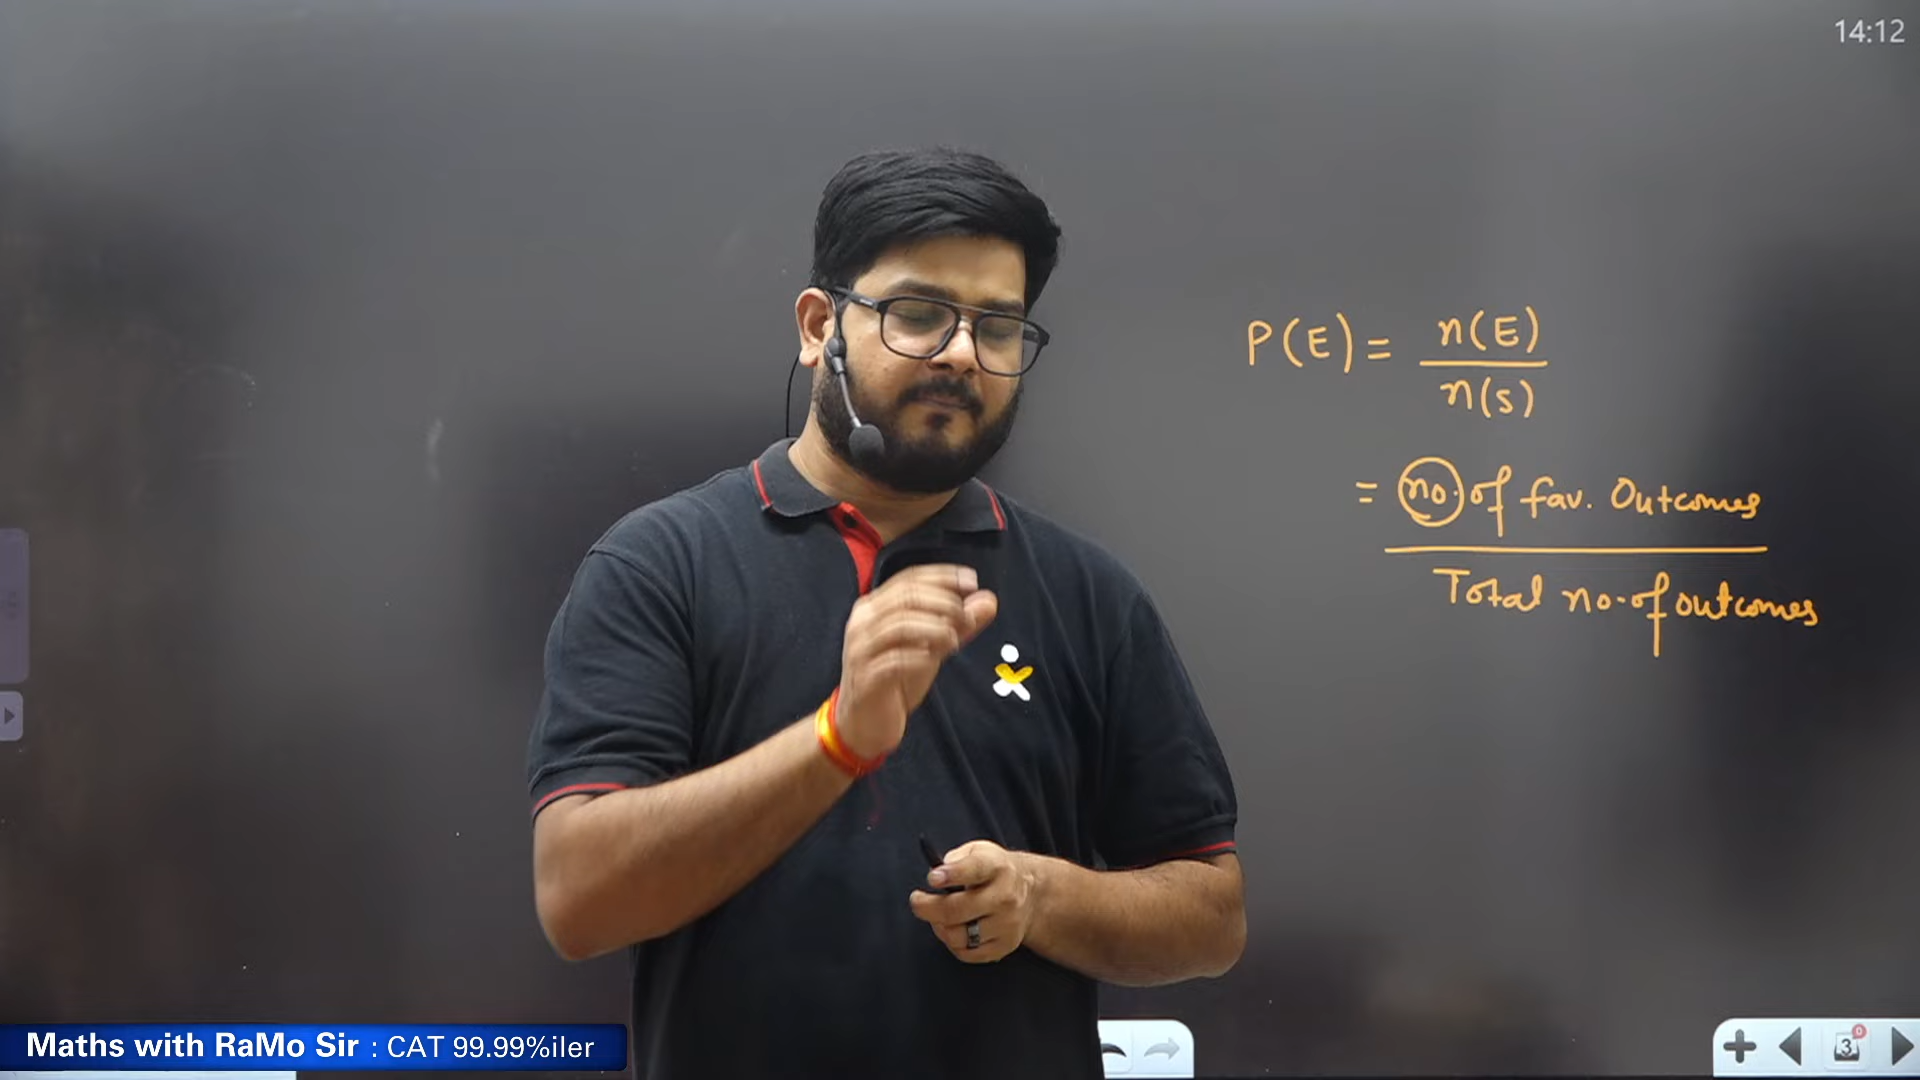 14:12
P(E) = n(E)
n(s)
= no. of fav. Outcomes
Total no. of outcomes
Maths with RaMo Sir : CAT 99.99%iler
3
0